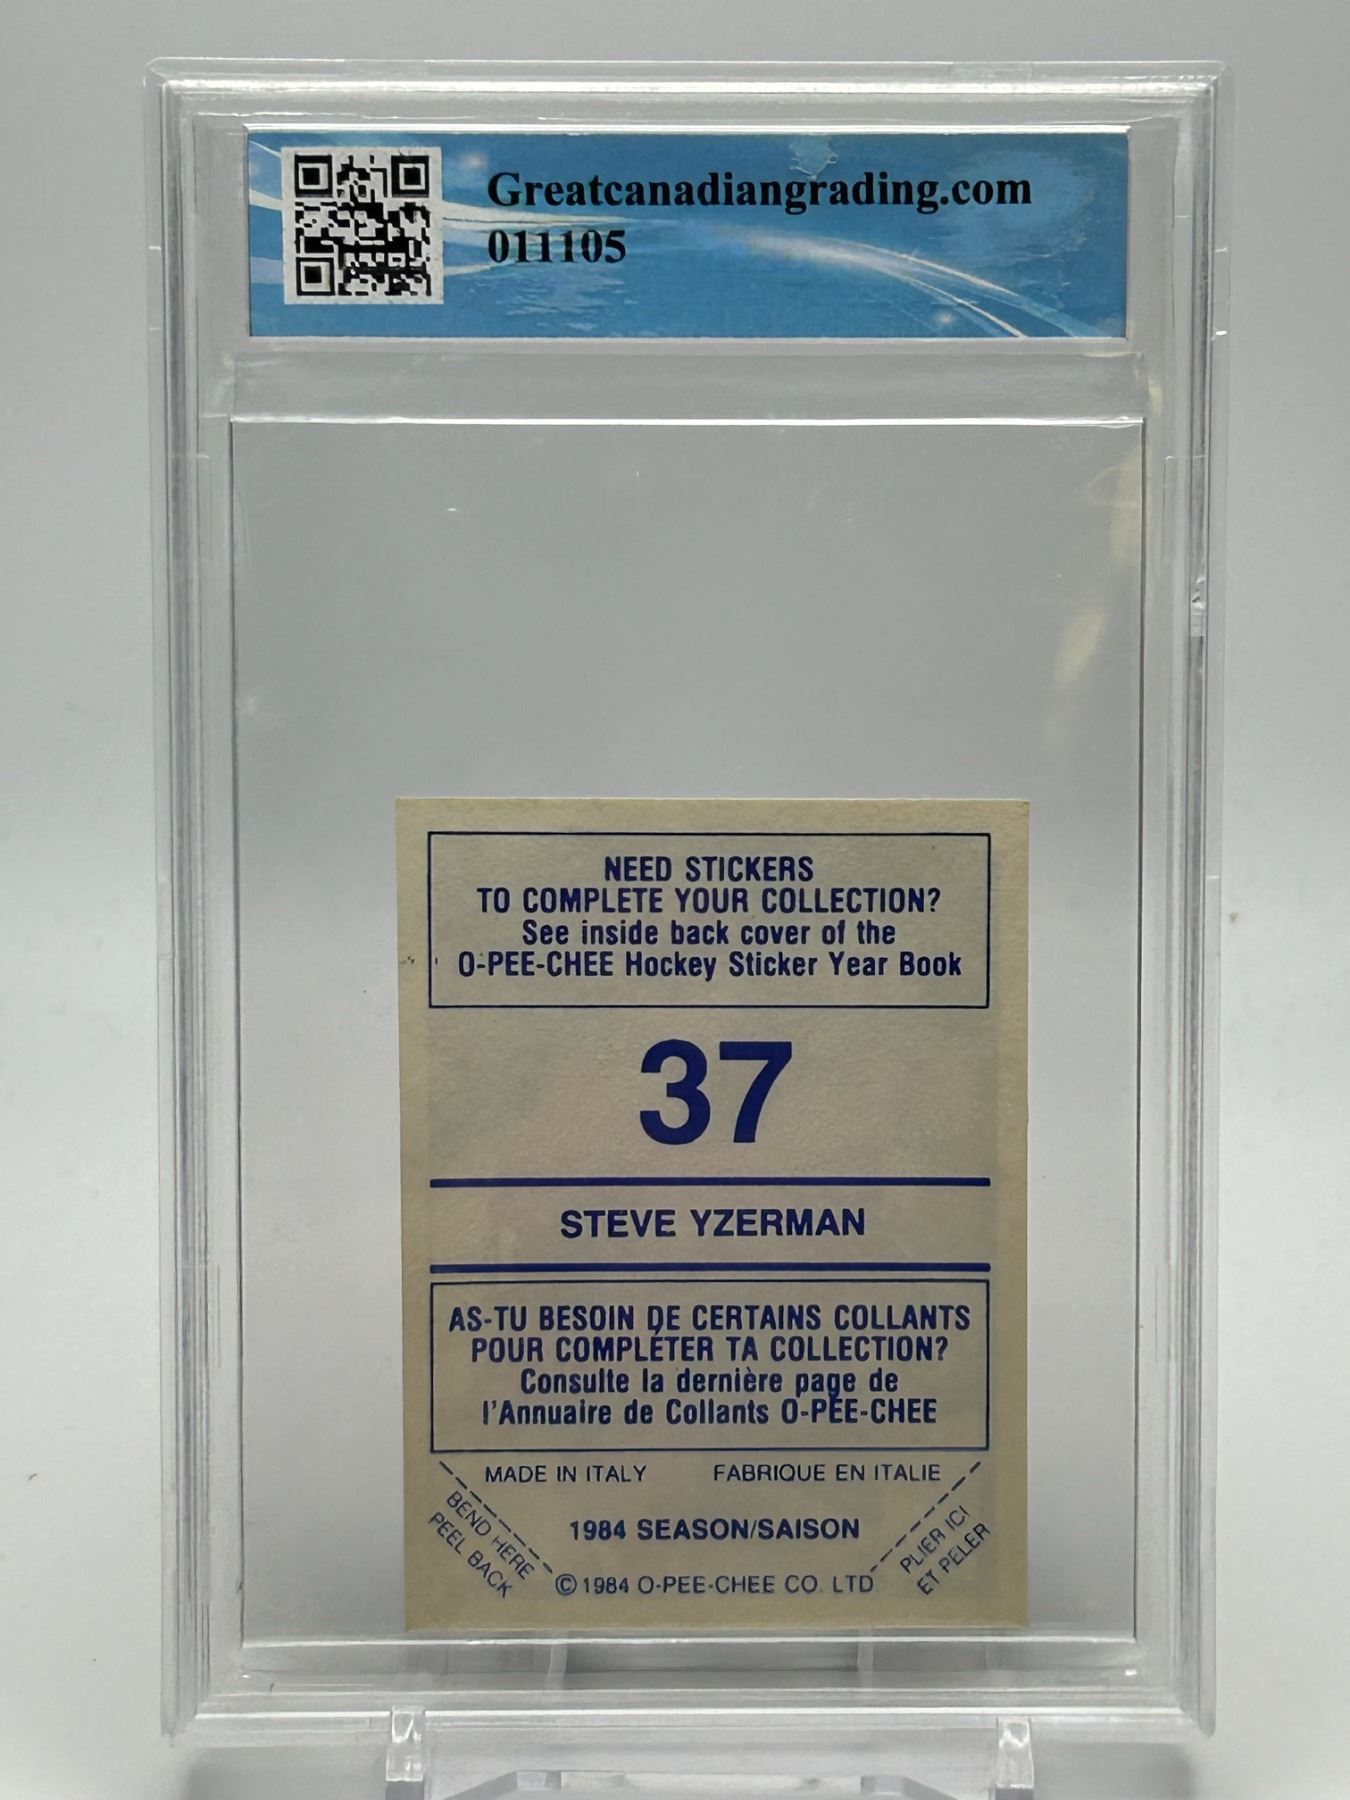 Greatcanadiangrading.com
011105
NEED STICKERS
TO COMPLETE YOUR COLLECTION?
See inside back cover of the
O-PEE-CHEE Hockey Sticker Year Book
37
STEVE YZERMAN
AS-TU BESOIN DE CERTAINS COLLANTS
POUR COMPLÉTER TA COLLECTION?
Consulte la dernière page de
l'Annuaire de Collants O-PEE-CHEE
MADE IN ITALY FABRIQUE EN ITALIE
BEND HERE
PEEL BACK
1984 SEASON/SAISON
PLIER ICI
ET PELER
© 1984 O-PEE-CHEE CO. LTD